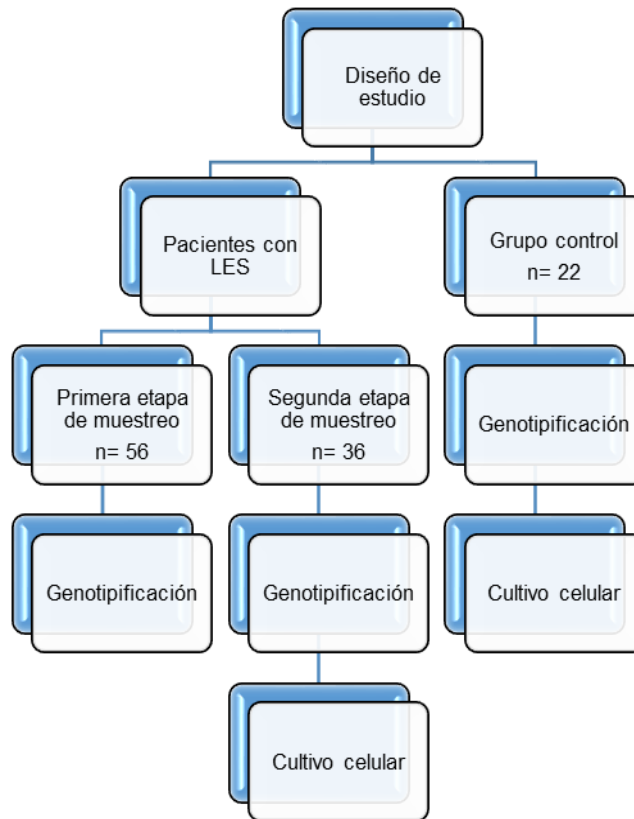 Diseño de
estudio
Pacientes con
LES
Grupo control
n= 22
Primera etapa
de muestreo
n= 56
Segunda etapa
de muestreo
n= 36
Genotipificación
Genotipificación
Genotipificación
Cultivo celular
Cultivo celular